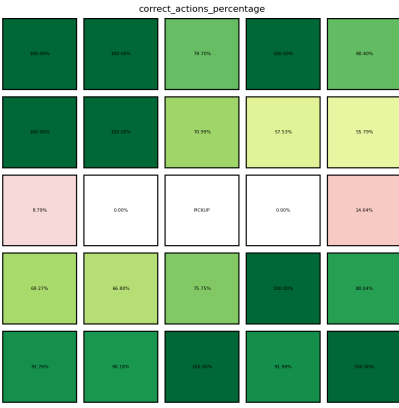 correct_actions_percentage
100.00% 100.00% 79.70% 100.00% 80.40%
100.00% 100.00% 70.99% 57.53% 55.79%
8.79% 0.00% PICKUP 0.00% 14.64%
69.27% 66.80% 75.75% 100.00% 88.04%
91.76% 90.18% 100.00% 91.98% 100.00%